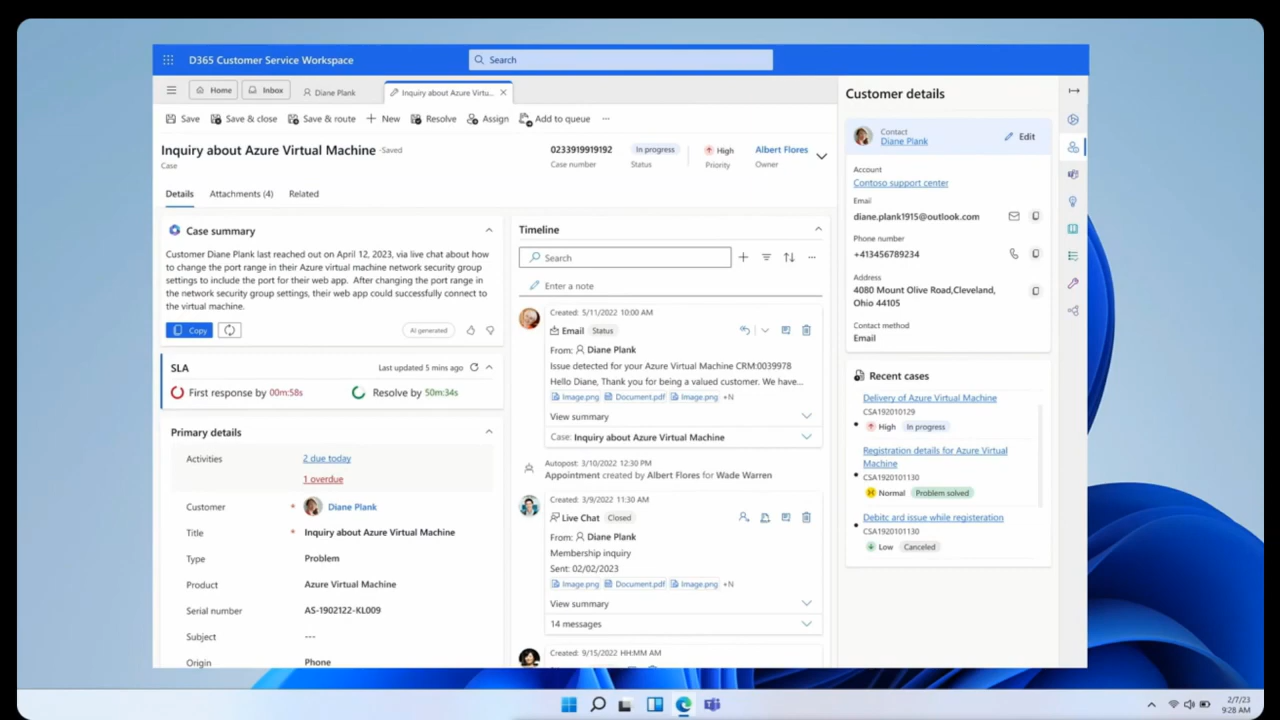 D365 Customer Service Workspace
Search
Home
Inbox
Diane Plank
Inquiry about Azure Virtu...
Save
Save & close
Save & route
New
Resolve
Assign
Add to queue
...
Inquiry about Azure Virtual Machine -Saved
Case
0233919919192
Case number
In progress
Status
High
Priority
Albert Flores
Owner
Details
Attachments (4)
Related
Case summary
Customer Diane Plank last reached out on April 12, 2023, via live chat about how
to change the port range in their Azure virtual machine network security group
settings to include the port for their web app. After changing the port range in
the network security group settings, their web app could successfully connect to
the virtual machine.
Copy
AI generated
SLA
Last updated 5 mins ago
First response by 00m:58s
Resolve by 50m:34s
Primary details
Activities
2 due today
1 overdue
Customer * Diane Plank
Title * Inquiry about Azure Virtual Machine
Type Problem
Product Azure Virtual Machine
Serial number AS-1902122-KL009
Subject ---
Origin Phone
Timeline
Search
...
Enter a note
Created: 5/11/2022 10:00 AM
Email Status
From: Diane Plank
Issue detected for your Azure Virtual Machine CRM:0039978
Hello Diane, Thank you for being a valued customer. We have...
Image.png Document.pdf Image.png +N
View summary
Case: Inquiry about Azure Virtual Machine
Autopost: 3/10/2022 12:30 PM
Appointment created by Albert Flores for Wade Warren
Created: 3/9/2022 11:30 AM
Live Chat Closed
From: Diane Plank
Membership inquiry
Sent: 02/02/2023
Image.png Document.pdf Image.png +N
View summary
14 messages
Created: 9/15/2022 HH:MM AM
Customer details
Contact
Diane Plank
Edit
Account
Contoso support center
Email
diane.plank1915@outlook.com
Phone number
+413456789234
Address
4080 Mount Olive Road,Cleveland,
Ohio 44105
Contact method
Email
Recent cases
Delivery of Azure Virtual Machine
CSA192010129
High In progress
Registration details for Azure Virtual
Machine
CSA1920101130
Normal Problem solved
Debitc ard issue while registeration
CSA1920101130
Low Canceled
2/7/23
9:28 AM